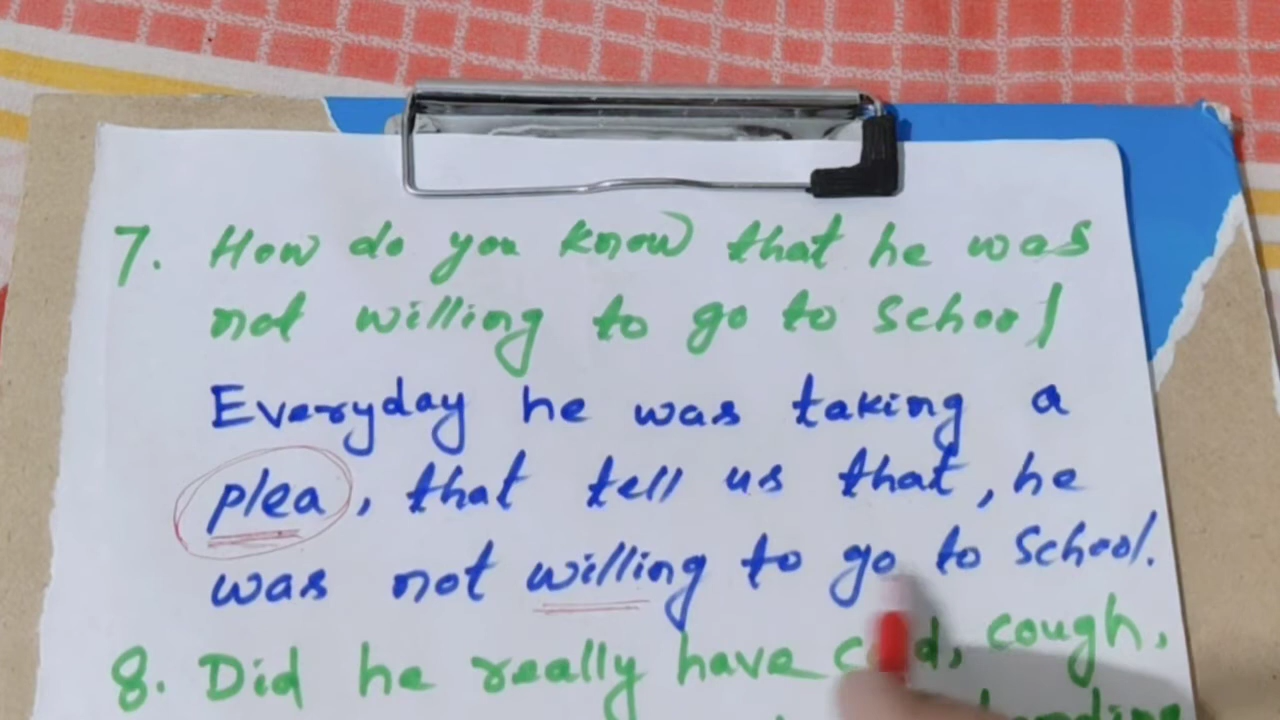 7. How do you know that he was
not willing to go to School
Everyday he was taking a
plea, that tell us that, he
was not willing to go to School.
8. Did he really have cold, cough,